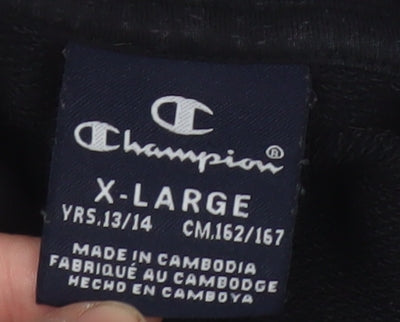 Champion®
X-LARGE
YRS.13/14 CM.162/167
MADE IN CAMBODIA
FABRIQUÉ AU CAMBODGE
HECHO EN CAMBOYA